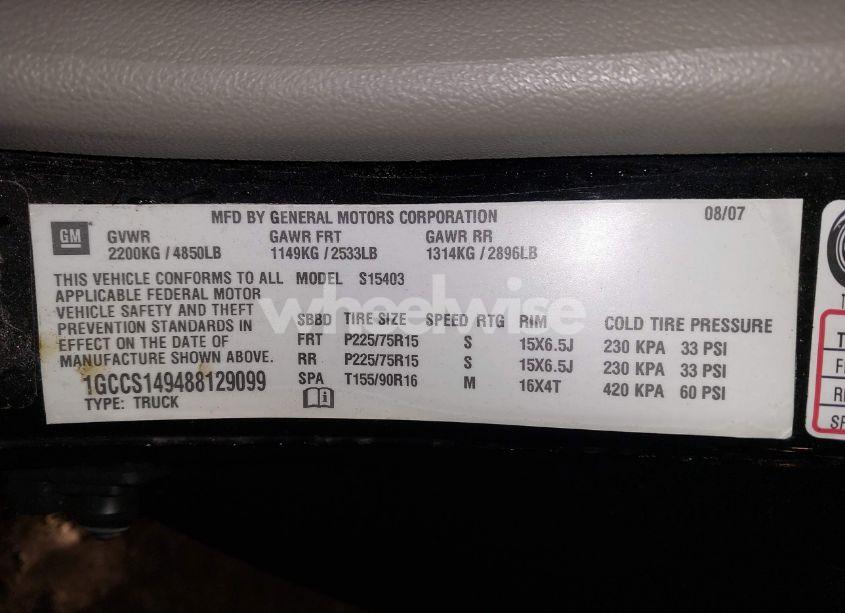 MFD BY GENERAL MOTORS CORPORATION 08/07
GM
GVWR GAWR FRT GAWR RR
2200KG / 4850LB 1149KG / 2533LB 1314KG / 2896LB
THIS VEHICLE CONFORMS TO ALL
APPLICABLE FEDERAL MOTOR
VEHICLE SAFETY AND THEFT
PREVENTION STANDARDS IN
EFFECT ON THE DATE OF
MANUFACTURE SHOWN ABOVE.
1GCCS149488129099
TYPE: TRUCK
MODEL S15403
SBBD TIRE SIZE SPEED RTG RIM COLD TIRE PRESSURE
FRT P225/75R15 S 15X6.5J 230 KPA 33 PSI
RR P225/75R15 S 15X6.5J 230 KPA 33 PSI
SPA T155/90R16 M 16X4T 420 KPA 60 PSI
wheelwise